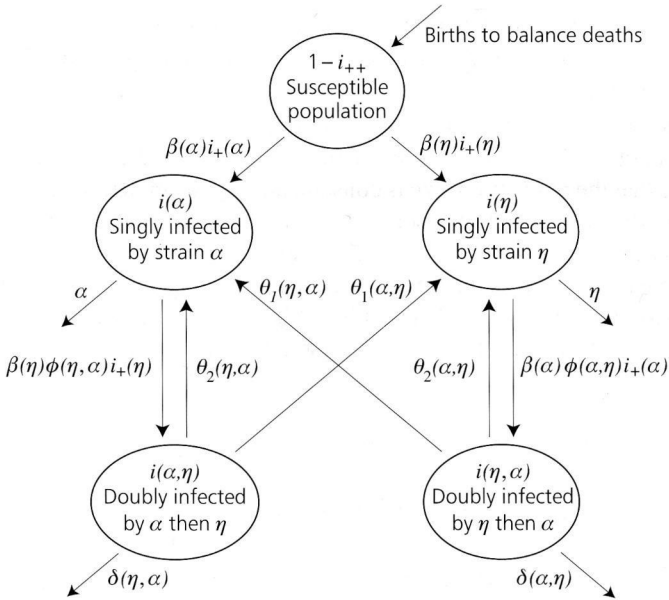 Births to balance deaths
1 − i₊₊
Susceptible
population
β(α)i₊(α)
β(η)i₊(η)
i(α)
Singly infected
by strain α
i(η)
Singly infected
by strain η
α
θ₁(η,α)
θ₁(α,η)
η
β(η)ϕ(η,α)i₊(η)
θ₂(η,α)
θ₂(α,η)
β(α)ϕ(α,η)i₊(α)
i(α,η)
Doubly infected
by α then η
i(η,α)
Doubly infected
by η then α
δ(η,α)
δ(α,η)